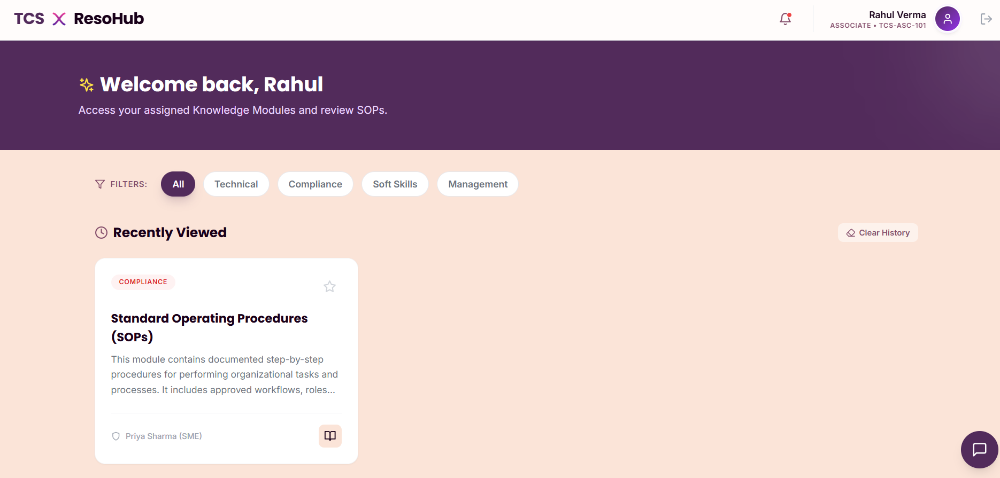 TCS X ResoHub
Rahul Verma
ASSOCIATE • TCS-ASC-101
Welcome back, Rahul
Access your assigned Knowledge Modules and review SOPs.
FILTERS: All Technical Compliance Soft Skills Management
Recently Viewed
Clear History
COMPLIANCE
Standard Operating Procedures
(SOPs)
This module contains documented step-by-step
procedures for performing organizational tasks and
processes. It includes approved workflows, roles...
Priya Sharma (SME)